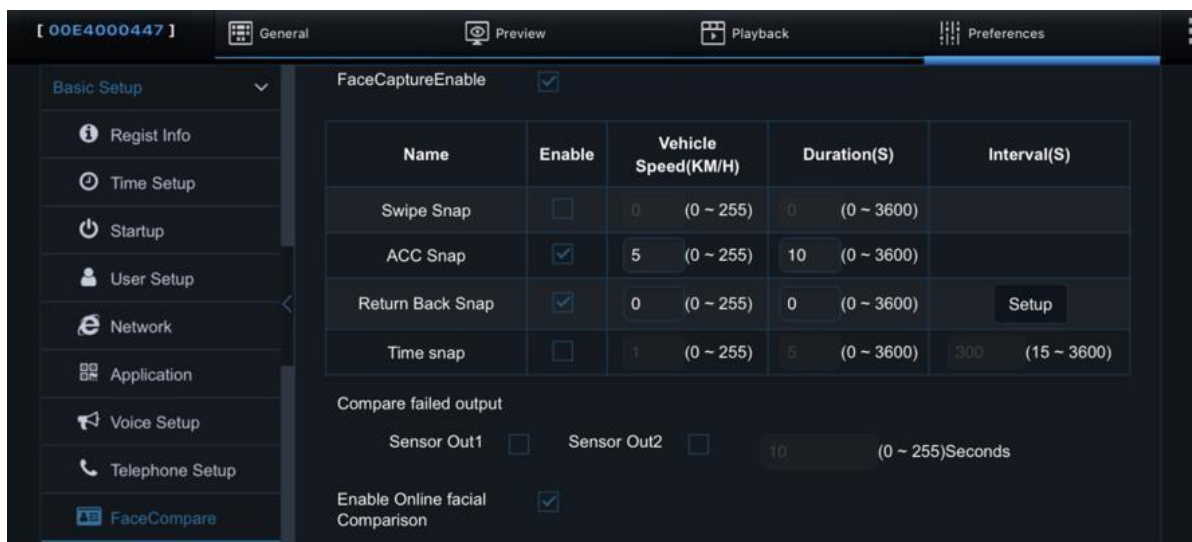 [ 00E4000447 ] General Preview Playback Preferences
Basic Setup
Regist Info
Time Setup
Startup
User Setup
Network
Application
Voice Setup
Telephone Setup
FaceCompare
FaceCaptureEnable
Name Enable Vehicle Speed(KM/H) Duration(S) Interval(S)
Swipe Snap 0 (0 ~ 255) 0 (0 ~ 3600)
ACC Snap 5 (0 ~ 255) 10 (0 ~ 3600)
Return Back Snap 0 (0 ~ 255) 0 (0 ~ 3600) Setup
Time snap 1 (0 ~ 255) 5 (0 ~ 3600) 300 (15 ~ 3600)
Compare failed output
Sensor Out1 Sensor Out2 10 (0 ~ 255)Seconds
Enable Online facial
Comparison